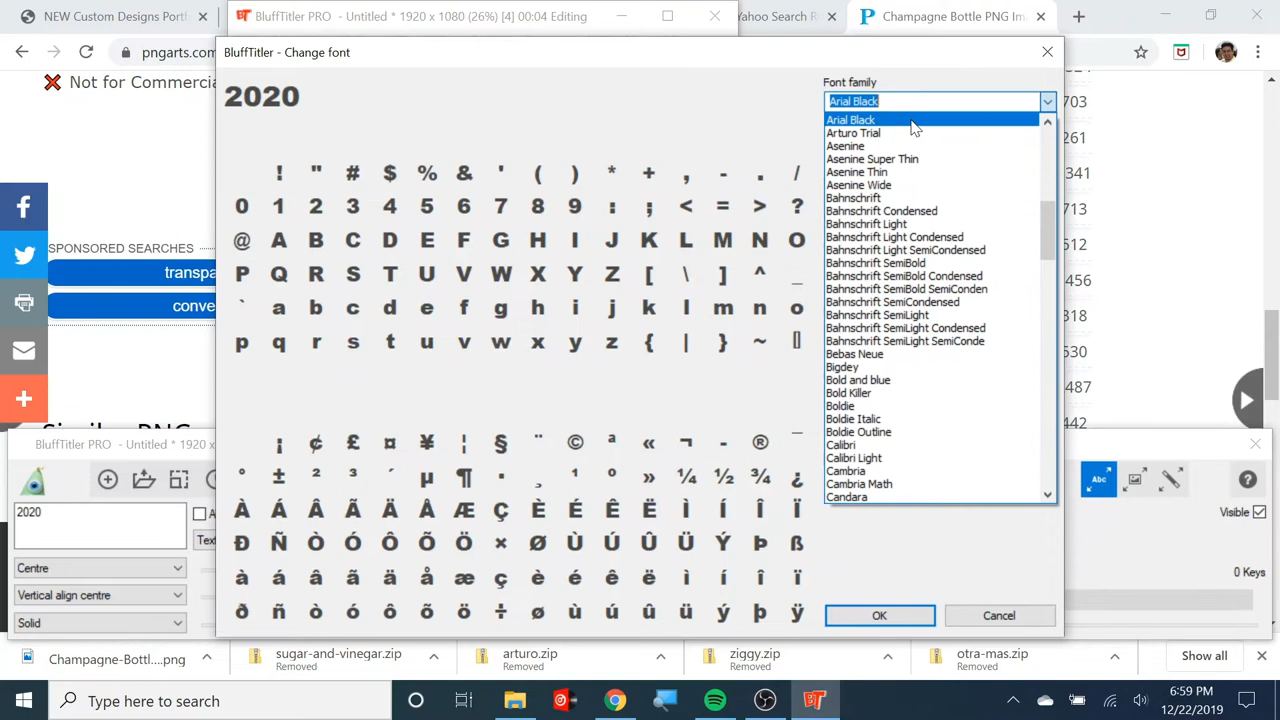 NEW Custom Designed Portf
BluffTitler PRO - Untitled * 1920 x 1080 (26%) [4] 00:04 Editing
Yahoo Search R
Champagne Bottle PNG Im
pngarts.com
Not for Commerc
BluffTitler - Change font
2020
Font family
Arial Black
Arial Black
Arturo Trial
Asenine
Asenine Super Thin
Asenine Thin
Asenine Wide
Bahnschrift
Bahnschrift Condensed
Bahnschrift Light
Bahnschrift Light Condensed
Bahnschrift Light SemiCondensed
Bahnschrift SemiBold
Bahnschrift SemiBold Condensed
Bahnschrift SemiBold SemiConden
Bahnschrift SemiCondensed
Bahnschrift SemiLight
Bahnschrift SemiLight Condensed
Bahnschrift SemiLight SemiConde
Bebas Neue
Bigdey
Bold and blue
Bold Killer
Boldie
Boldie Italic
Boldie Outline
Calibri
Calibri Light
Cambria
Cambria Math
Candara
! " # $ % & ' ( ) * + , - . /
0 1 2 3 4 5 6 7 8 9 : ; < = > ?
@ A B C D E F G H I J K L M N O
P Q R S T U V W X Y Z [ \ ] ^ _
` a b c d e f g h i j k l m n o
p q r s t u v w x y z { | } ~ ▯
¡ ¢ £ ¤ ¥ ¦ § ¨ © ª « ¬ - ® ¯
° ± ² ³ ´ µ ¶ · ¸ ¹ º » ¼ ½ ¾ ¿
À Á Â Ã Ä Å Æ Ç È É Ê Ë Ì Í Î Ï
Ð Ñ Ò Ó Ô Õ Ö × Ø Ù Ú Û Ü Ý Þ ß
à á â ã ä å æ ç è é ê ë ì í î ï
ð ñ ò ó ô õ ö ÷ ø ù ú û ü ý þ ÿ
OK
Cancel
SPONSORED SEARCHES
transpa
conve
703
261
341
713
512
456
318
530
487
442
BluffTitler PRO - Untitled * 1920 x
2020
Text
Centre
Vertical align centre
Solid
Abc
Visible
0 Keys
Champagne-Bottl....png
sugar-and-vinegar.zip
Removed
arturo.zip
Removed
ziggy.zip
Removed
otra-mas.zip
Removed
Show all
Type here to search
6:59 PM
12/22/2019